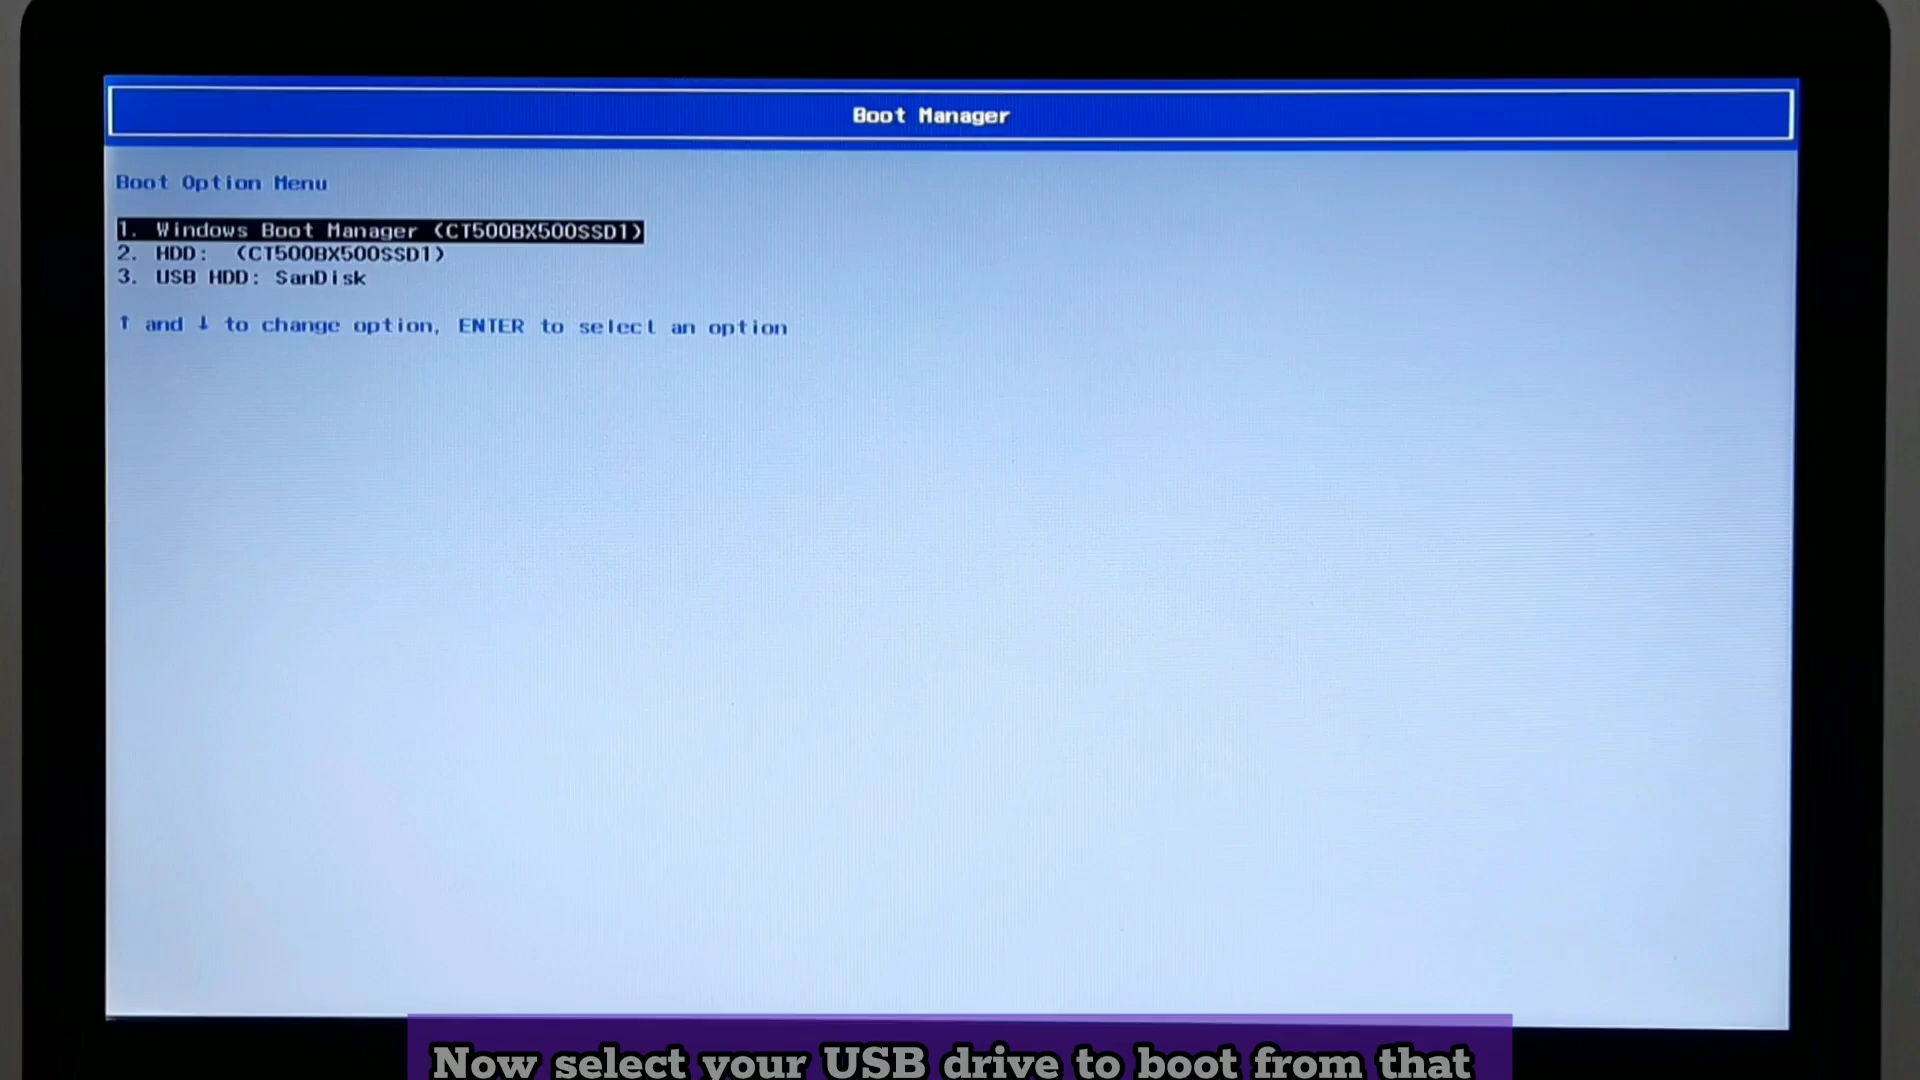 Boot Manager
Boot Option Menu
1. Windows Boot Manager (CT500BX500SSD1)
2. HDD: (CT500BX500SSD1)
3. USB HDD: SanDisk
↑ and ↓ to change option, ENTER to select an option
Now select your USB drive to boot from that